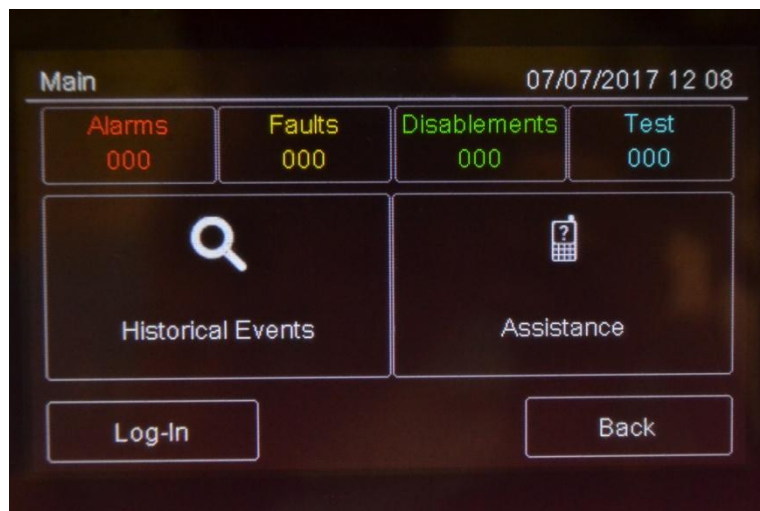 Main 07/07/2017 12 08
Alarms Faults Disablements Test
000 000 000 000
?
Historical Events Assistance
Log-In Back